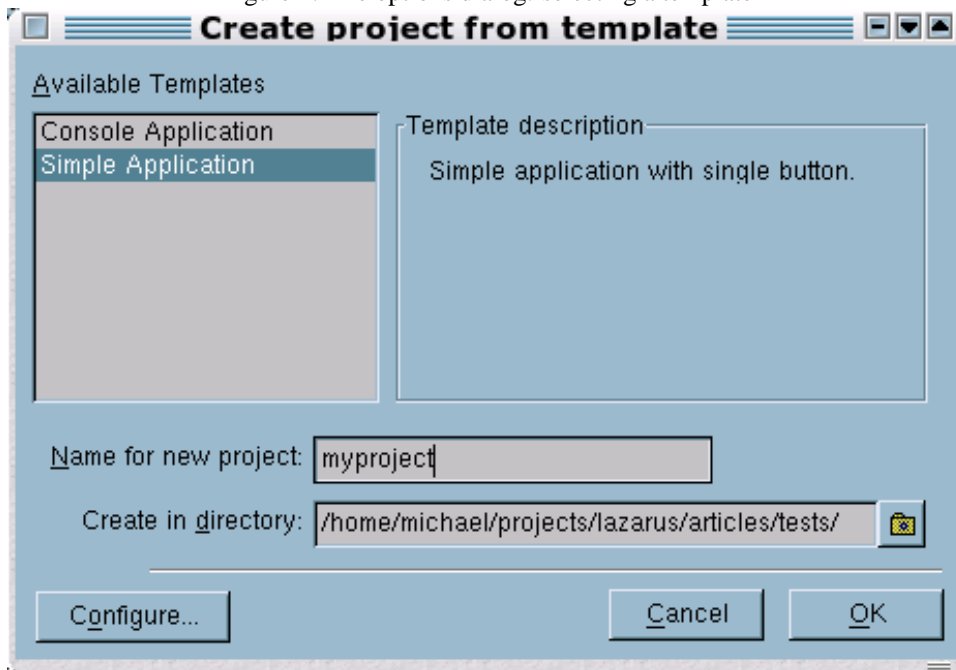 Create project from template
Available Templates
Console Application
Simple Application
Template description
Simple application with single button.
Name for new project: myproject
Create in directory: /home/michael/projects/lazarus/articles/tests/
Configure...
Cancel
OK